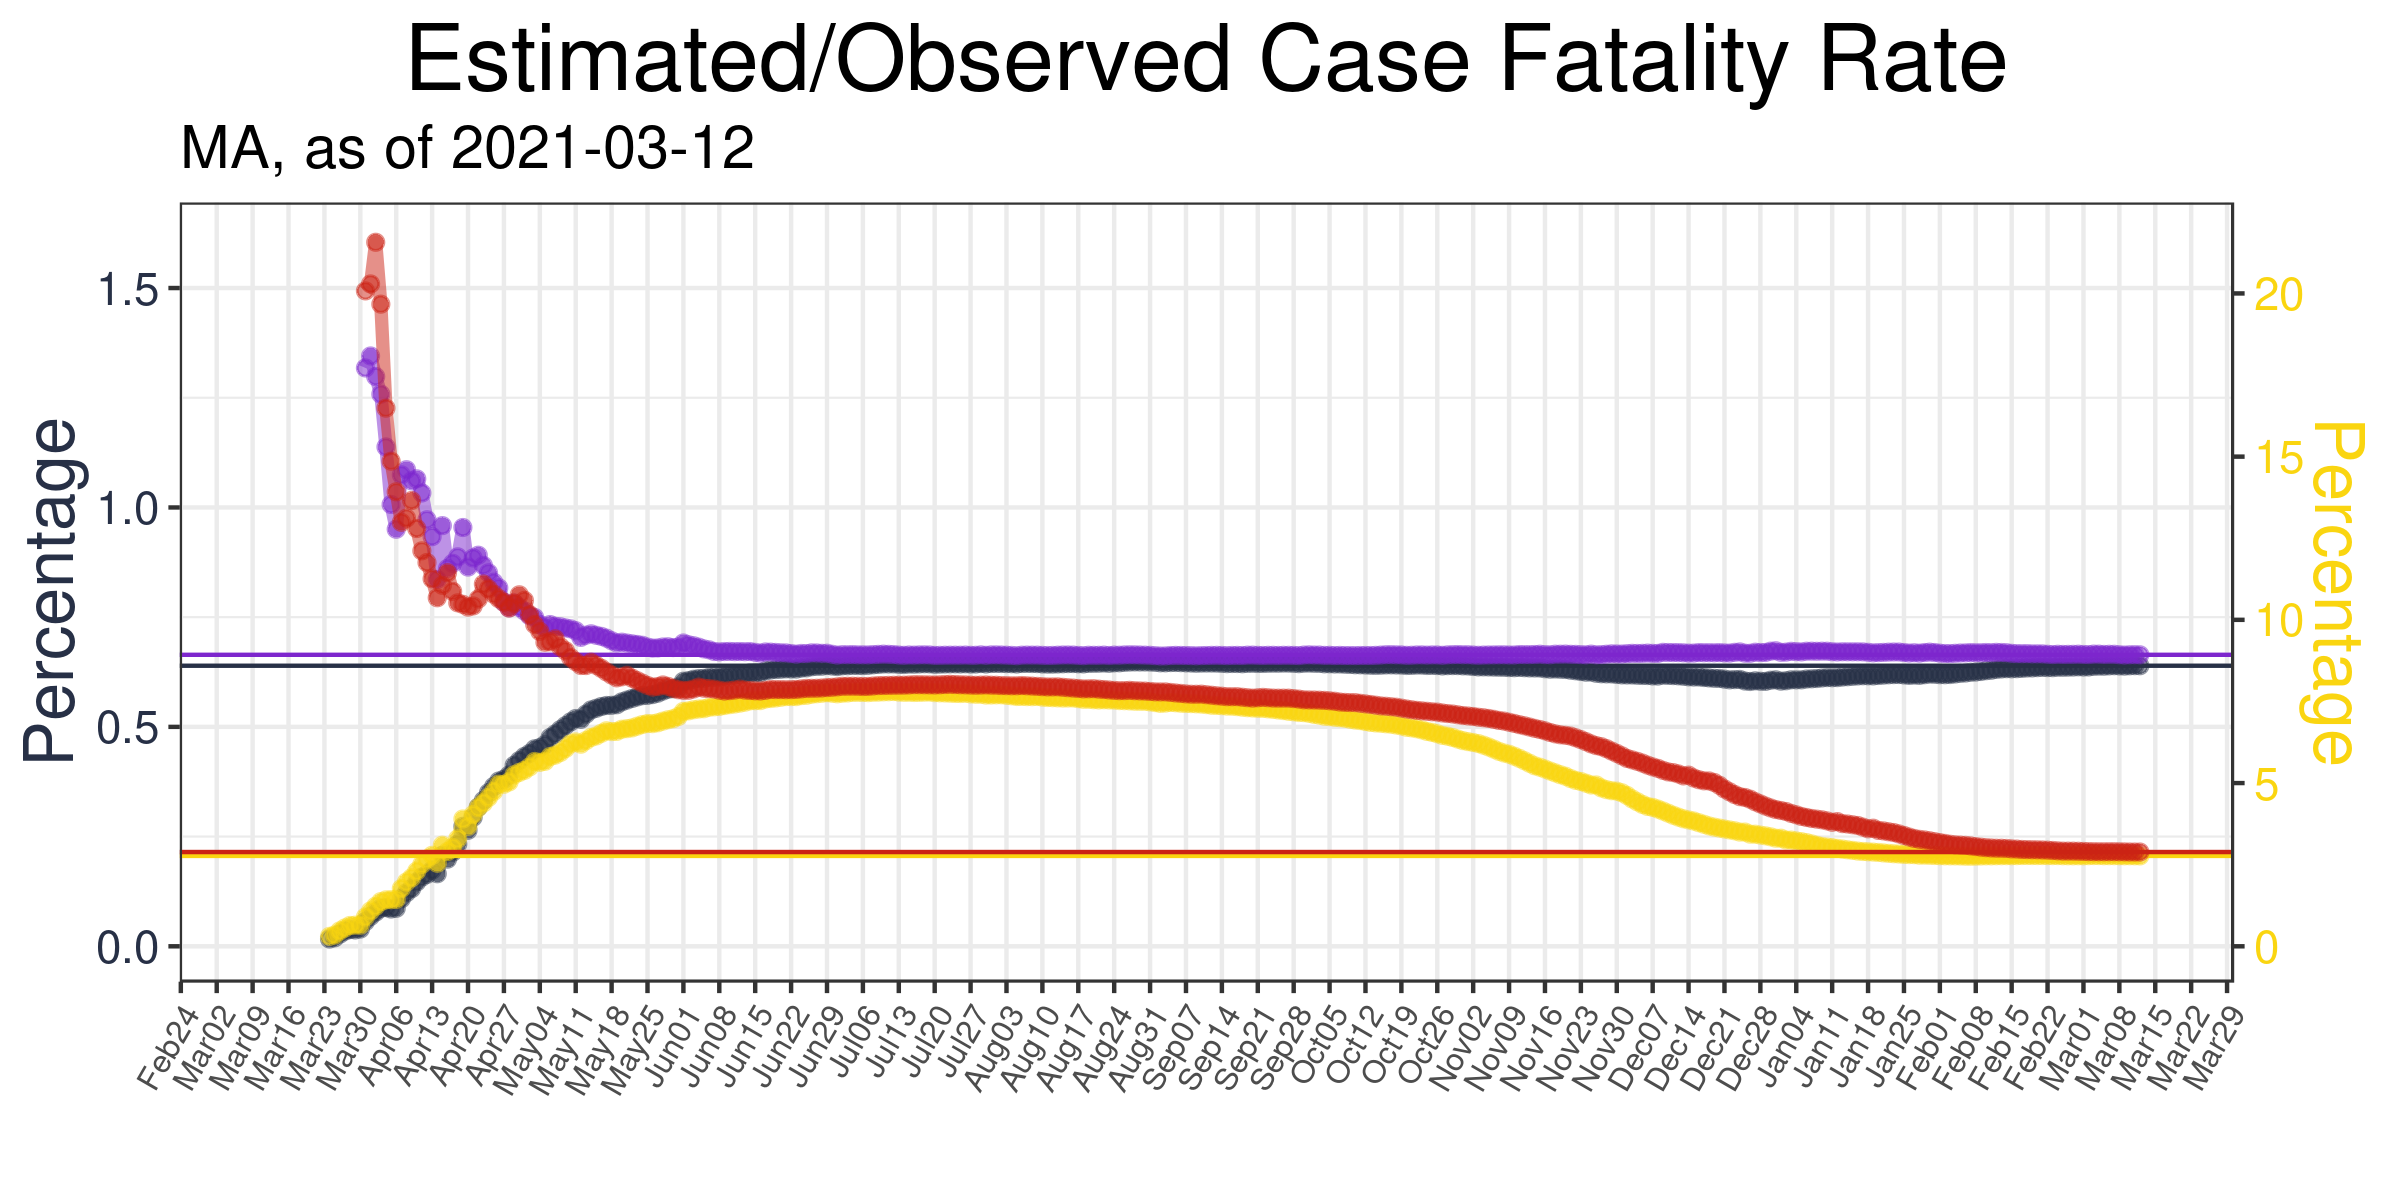 Estimated/Observed Case Fatality Rate
MA, as of 2021-03-12
Percentage
1.5
1.0
0.5
0.0
20
15
10
5
0
Percentage
Feb24
Mar02
Mar09
Mar16
Mar23
Mar30
Apr06
Apr13
Apr20
Apr27
May04
May11
May18
May25
Jun01
Jun08
Jun15
Jun22
Jun29
Jul06
Jul13
Jul20
Jul27
Aug03
Aug10
Aug17
Aug24
Aug31
Sep07
Sep14
Sep21
Sep28
Oct05
Oct12
Oct19
Oct26
Nov02
Nov09
Nov16
Nov23
Nov30
Dec07
Dec14
Dec21
Dec28
Jan04
Jan11
Jan18
Jan25
Feb01
Feb08
Feb15
Feb22
Mar01
Mar08
Mar15
Mar22
Mar29